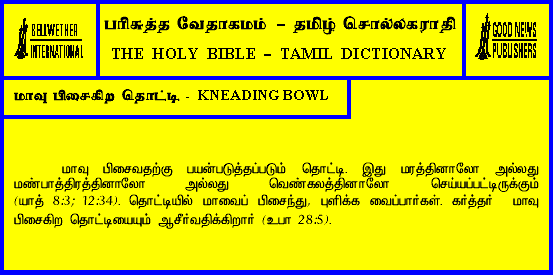 BELLWETHER
INTERNATIONAL
பரிசுத்த வேதாகமம் – தமிழ் சொல்லகராதி
THE HOLY BIBLE – TAMIL DICTIONARY
GOOD NEWS
PUBLISHERS
மாவு பிசைகிற தொட்டி - KNEADING BOWL
மாவு பிசைவதற்கு பயன்படுத்தப்படும் தொட்டி. இது மரத்தினாலோ அல்லது
மண்பாத்திரத்தினாலோ அல்லது வெண்கலத்தினாலோ செய்யப்பட்டிருக்கும்
(யாத் 8:3; 12:34). தொட்டியில் மாவைப் பிசைந்து, புளிக்க வைப்பார்கள். கர்த்தர் மாவு
பிசைகிற தொட்டியையும் ஆசீர்வதிக்கிறார் (உபா 28:5).